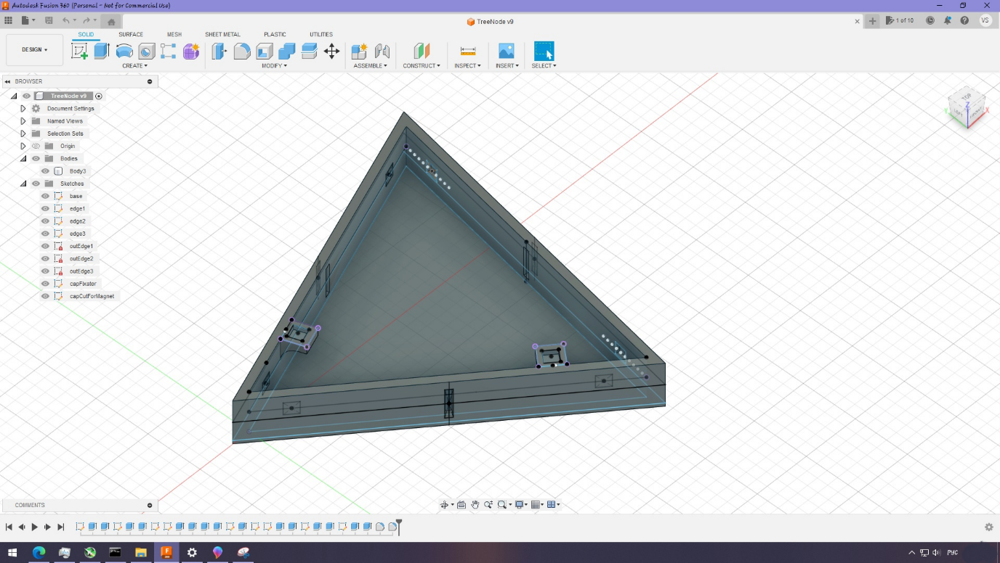 Autodesk Fusion 360 (Personal - Not for Commercial Use)
TreeNode v9
1 of 10
VS
SOLID SURFACE MESH SHEET METAL PLASTIC UTILITIES
DESIGN
CREATE MODIFY ASSEMBLE CONSTRUCT INSPECT INSERT SELECT
BROWSER
TreeNode v9
Document Settings
Named Views
Selection Sets
Origin
Bodies
Body3
Sketches
base
edge1
edge2
edge3
outEdge1
outEdge2
outEdge3
capFixator
capCutForMagnet
TOP
Z
LEFT
X
COMMENTS
РУС